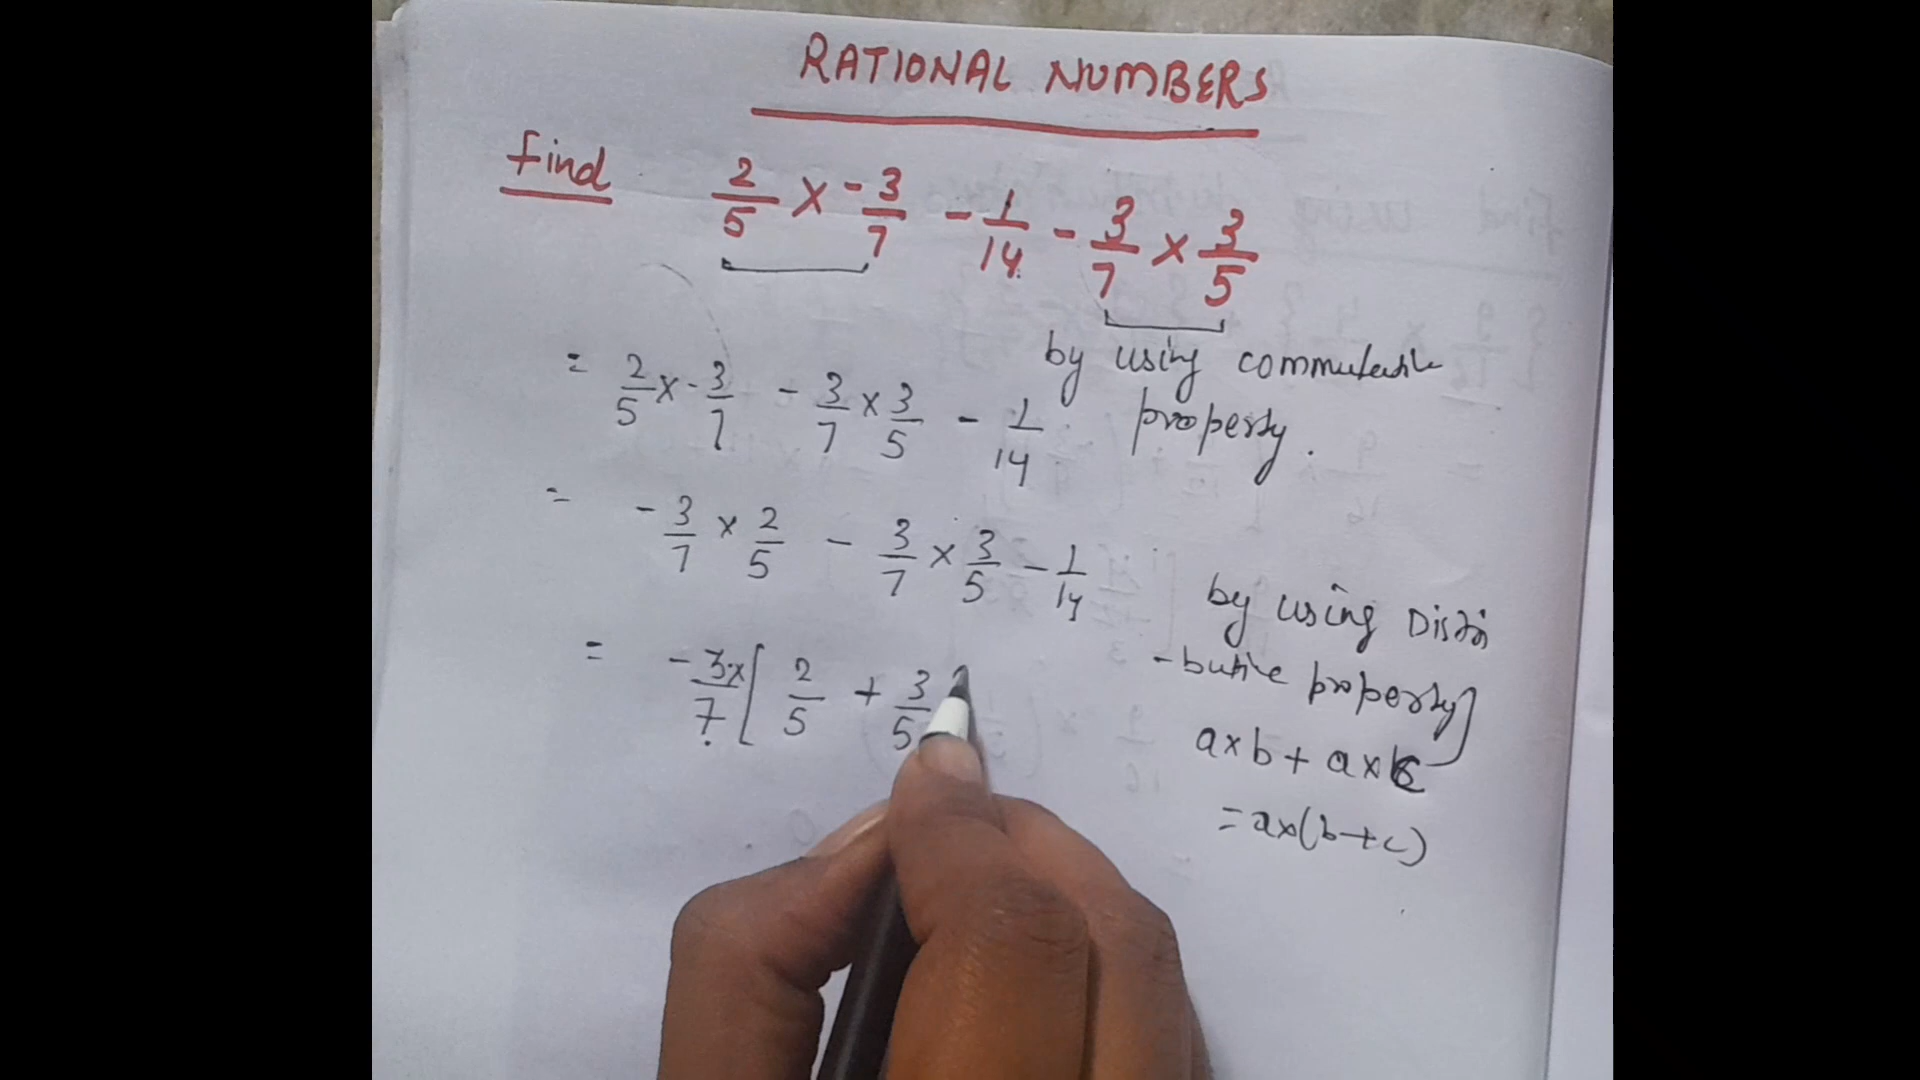 RATIONAL NUMBERS
Find 2/5 × -3/7 - 1/14 - 3/7 × 3/5
by using commutative
= 2/5 × -3/7 - 3/7 × 3/5 - 1/14 property.
= -3/7 × 2/5 - 3/7 × 3/5 - 1/14
by using Distri
= -3/7 × [ 2/5 + 3/5 -butive property
a×b + a×c
= a×(b+c)